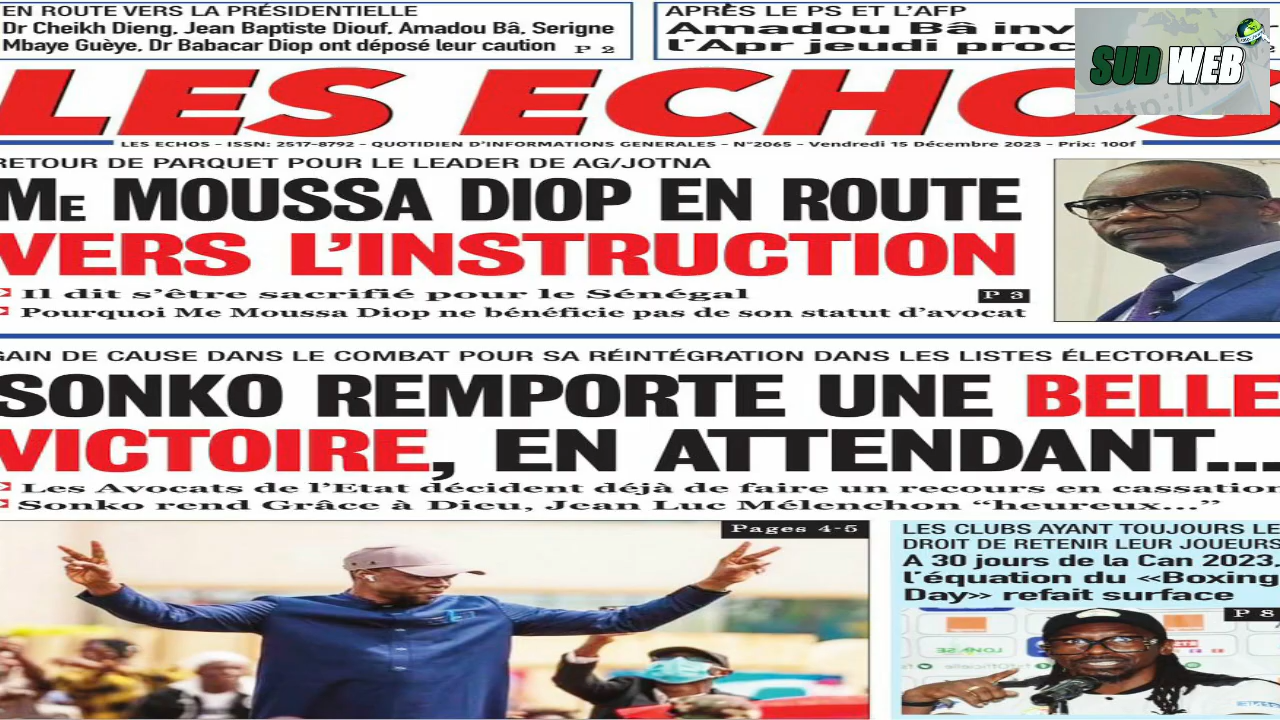 EN ROUTE VERS LA PRÉSIDENTIELLE
Dr Cheikh Dieng, Jean Baptiste Diouf, Amadou Bâ, Serigne
Mbaye Guèye, Dr Babacar Diop ont déposé leur caution P 2
APRÈS LE PS ET L'AFP
Amadou Bâ inv
l'Apr jeudi proc
SUD WEB
http://
LES ECHOS
LES ECHOS - ISSN: 2517-8792 - QUOTIDIEN D'INFORMATIONS GENERALES - N°2065 - Vendredi 15 Décembre 2023 - Prix: 100f
RETOUR DE PARQUET POUR LE LEADER DE AG/JOTNA
ME MOUSSA DIOP EN ROUTE
VERS L'INSTRUCTION
Il dit s'être sacrifié pour le Sénégal P 3
Pourquoi Me Moussa Diop ne bénéficie pas de son statut d'avocat
GAIN DE CAUSE DANS LE COMBAT POUR SA RÉINTÉGRATION DANS LES LISTES ÉLECTORALES
SONKO REMPORTE UNE BELLE
VICTOIRE, EN ATTENDANT...
Les Avocats de l'Etat décident déjà de faire un recours en cassation
Sonko rend Grâce à Dieu, Jean Luc Mélenchon "heureux..."
Pages 4-5
LES CLUBS AYANT TOUJOURS LE
DROIT DE RETENIR LEUR JOUEURS
A 30 jours de la Can 2023,
l'équation du «Boxing
Day» refait surface
P 8